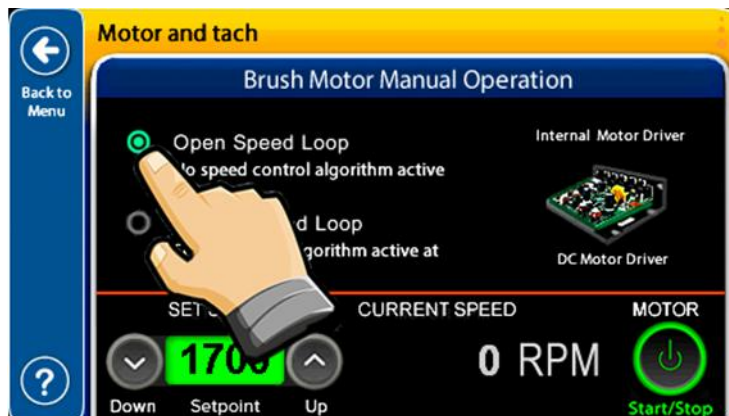 Motor and tach
Back to
Menu
Brush Motor Manual Operation
Open Speed Loop
speed control algorithm active
Loop
active at
Internal Motor Driver
DC Motor Driver
SET
CURRENT SPEED
MOTOR
0 RPM
?
Down
Setpoint
Up
Start/Stop